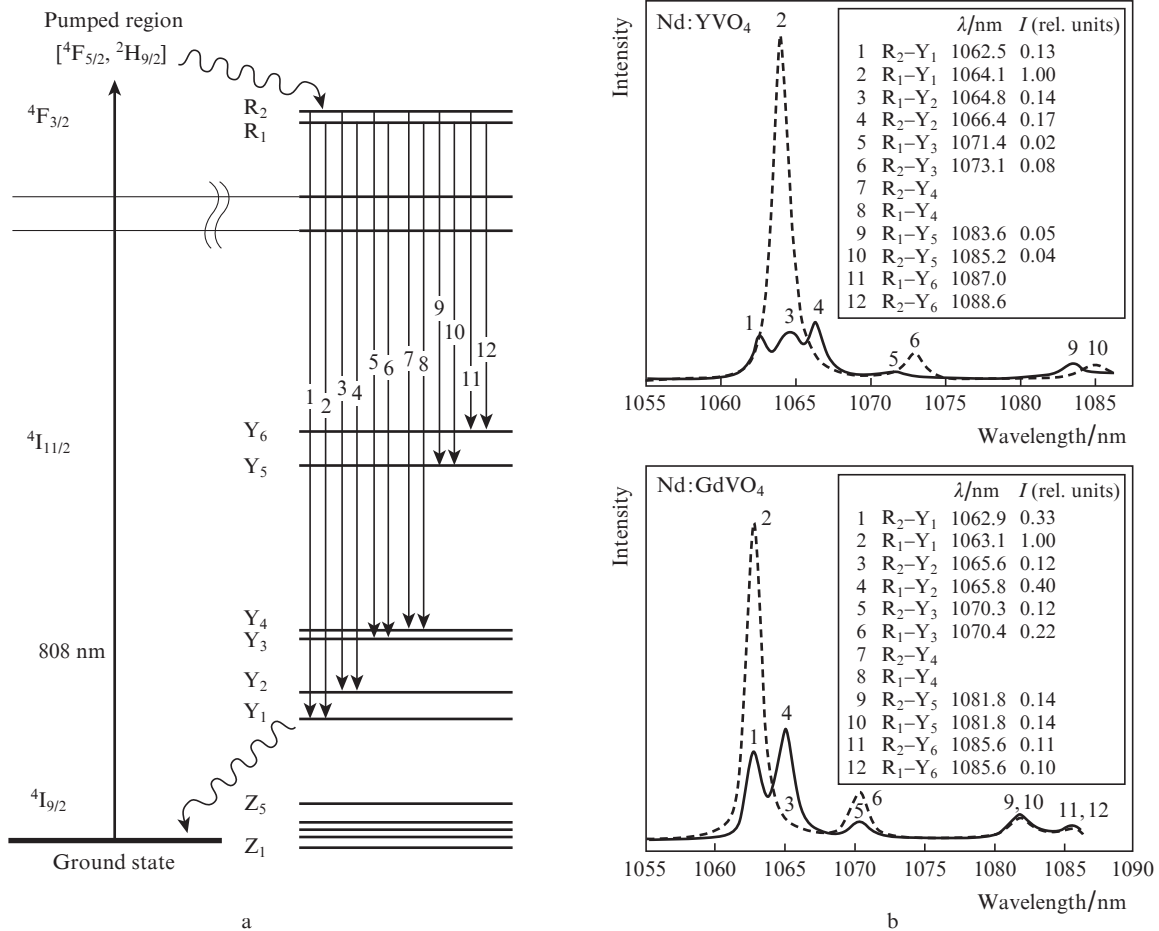 Pumped region
[⁴F₅/₂, ²H₉/₂]
⁴F₃/₂
R₂
R₁
1 2 3 4 5 6 7 8 9 10 11 12
⁴I₁₁/₂
Y₆
Y₅
Y₄
Y₃
808 nm
Y₂
Y₁
⁴I₉/₂
Z₅
Z₁
Ground state
a
Nd:YVO₄
Intensity
λ/nm I (rel. units)
1 R₂–Y₁ 1062.5 0.13
2 R₁–Y₁ 1064.1 1.00
3 R₁–Y₂ 1064.8 0.14
4 R₂–Y₂ 1066.4 0.17
5 R₁–Y₃ 1071.4 0.02
6 R₂–Y₃ 1073.1 0.08
7 R₂–Y₄
8 R₁–Y₄
9 R₁–Y₅ 1083.6 0.05
10 R₂–Y₅ 1085.2 0.04
11 R₁–Y₆ 1087.0
12 R₂–Y₆ 1088.6
2
1 3 4 5 6 9 10
1055 1060 1065 1070 1075 1080 1085
Wavelength/nm
Nd:GdVO₄
Intensity
λ/nm I (rel. units)
1 R₂–Y₁ 1062.9 0.33
2 R₁–Y₁ 1063.1 1.00
3 R₂–Y₂ 1065.6 0.12
4 R₁–Y₂ 1065.8 0.40
5 R₂–Y₃ 1070.3 0.12
6 R₁–Y₃ 1070.4 0.22
7 R₂–Y₄
8 R₁–Y₄
9 R₂–Y₅ 1081.8 0.14
10 R₁–Y₅ 1081.8 0.14
11 R₂–Y₆ 1085.6 0.11
12 R₁–Y₆ 1085.6 0.10
2
1 4 3 5 6 9, 10 11, 12
1055 1060 1065 1070 1075 1080 1085 1090
Wavelength/nm
b